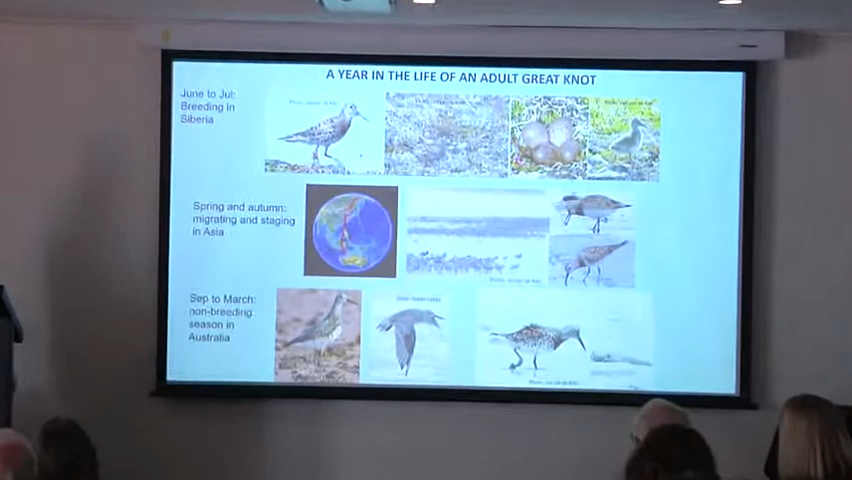 A YEAR IN THE LIFE OF AN ADULT GREAT KNOT
June to Jul:
Breeding in
Siberia
Spring and autumn:
migrating and staging
in Asia
Sep to March:
non-breeding
season in
Australia